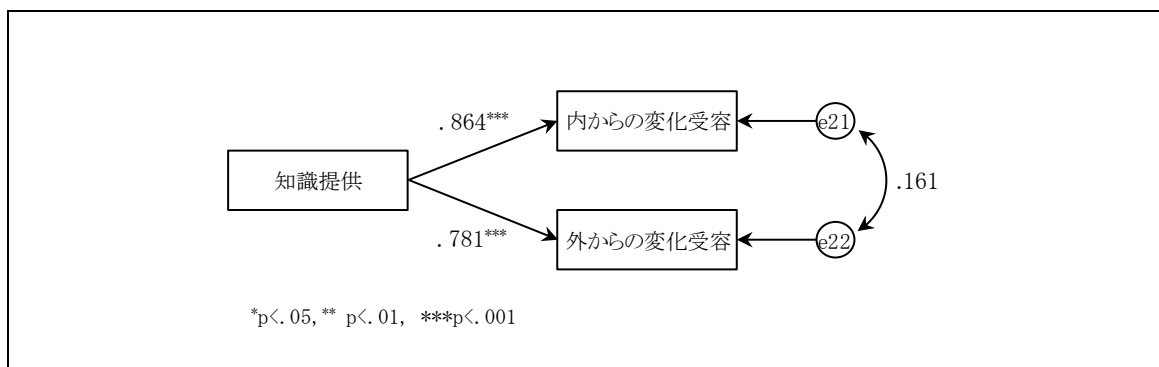 .864***
内からの変化受容
e21
知識提供
.161
.781***
外からの変化受容
e22
*p<.05,** p<.01, ***p<.001